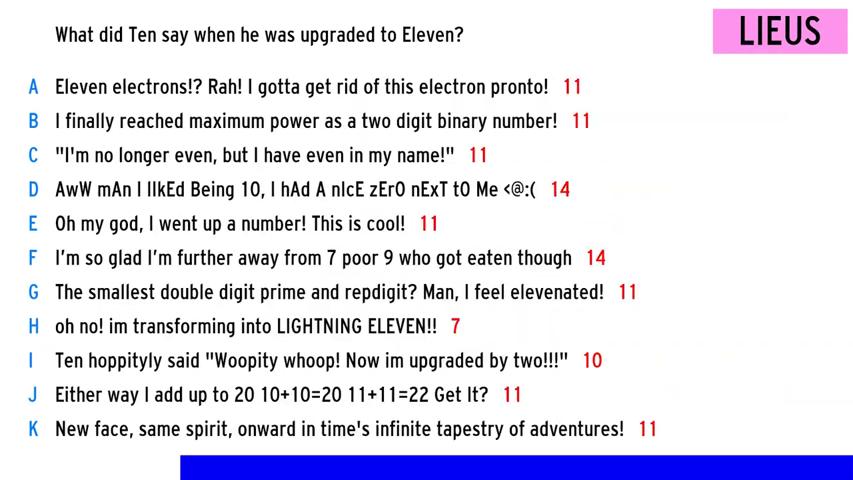 What did Ten say when he was upgraded to Eleven?
LIEUS
A Eleven electrons!? Rah! I gotta get rid of this electron pronto! 11
B I finally reached maximum power as a two digit binary number! 11
C "I'm no longer even, but I have even in my name!" 11
D AwW mAn I lIkEd Being 10, I hAd A nIcE zErO nExT tO Me <@:( 14
E Oh my god, I went up a number! This is cool! 11
F I'm so glad I'm further away from 7 poor 9 who got eaten though 14
G The smallest double digit prime and repdigit? Man, I feel elevenated! 11
H oh no! im transforming into LIGHTNING ELEVEN!! 7
I Ten hoppityly said "Woopity whoop! Now im upgraded by two!!!" 10
J Either way I add up to 20 10+10=20 11+11=22 Get It? 11
K New face, same spirit, onward in time's infinite tapestry of adventures! 11